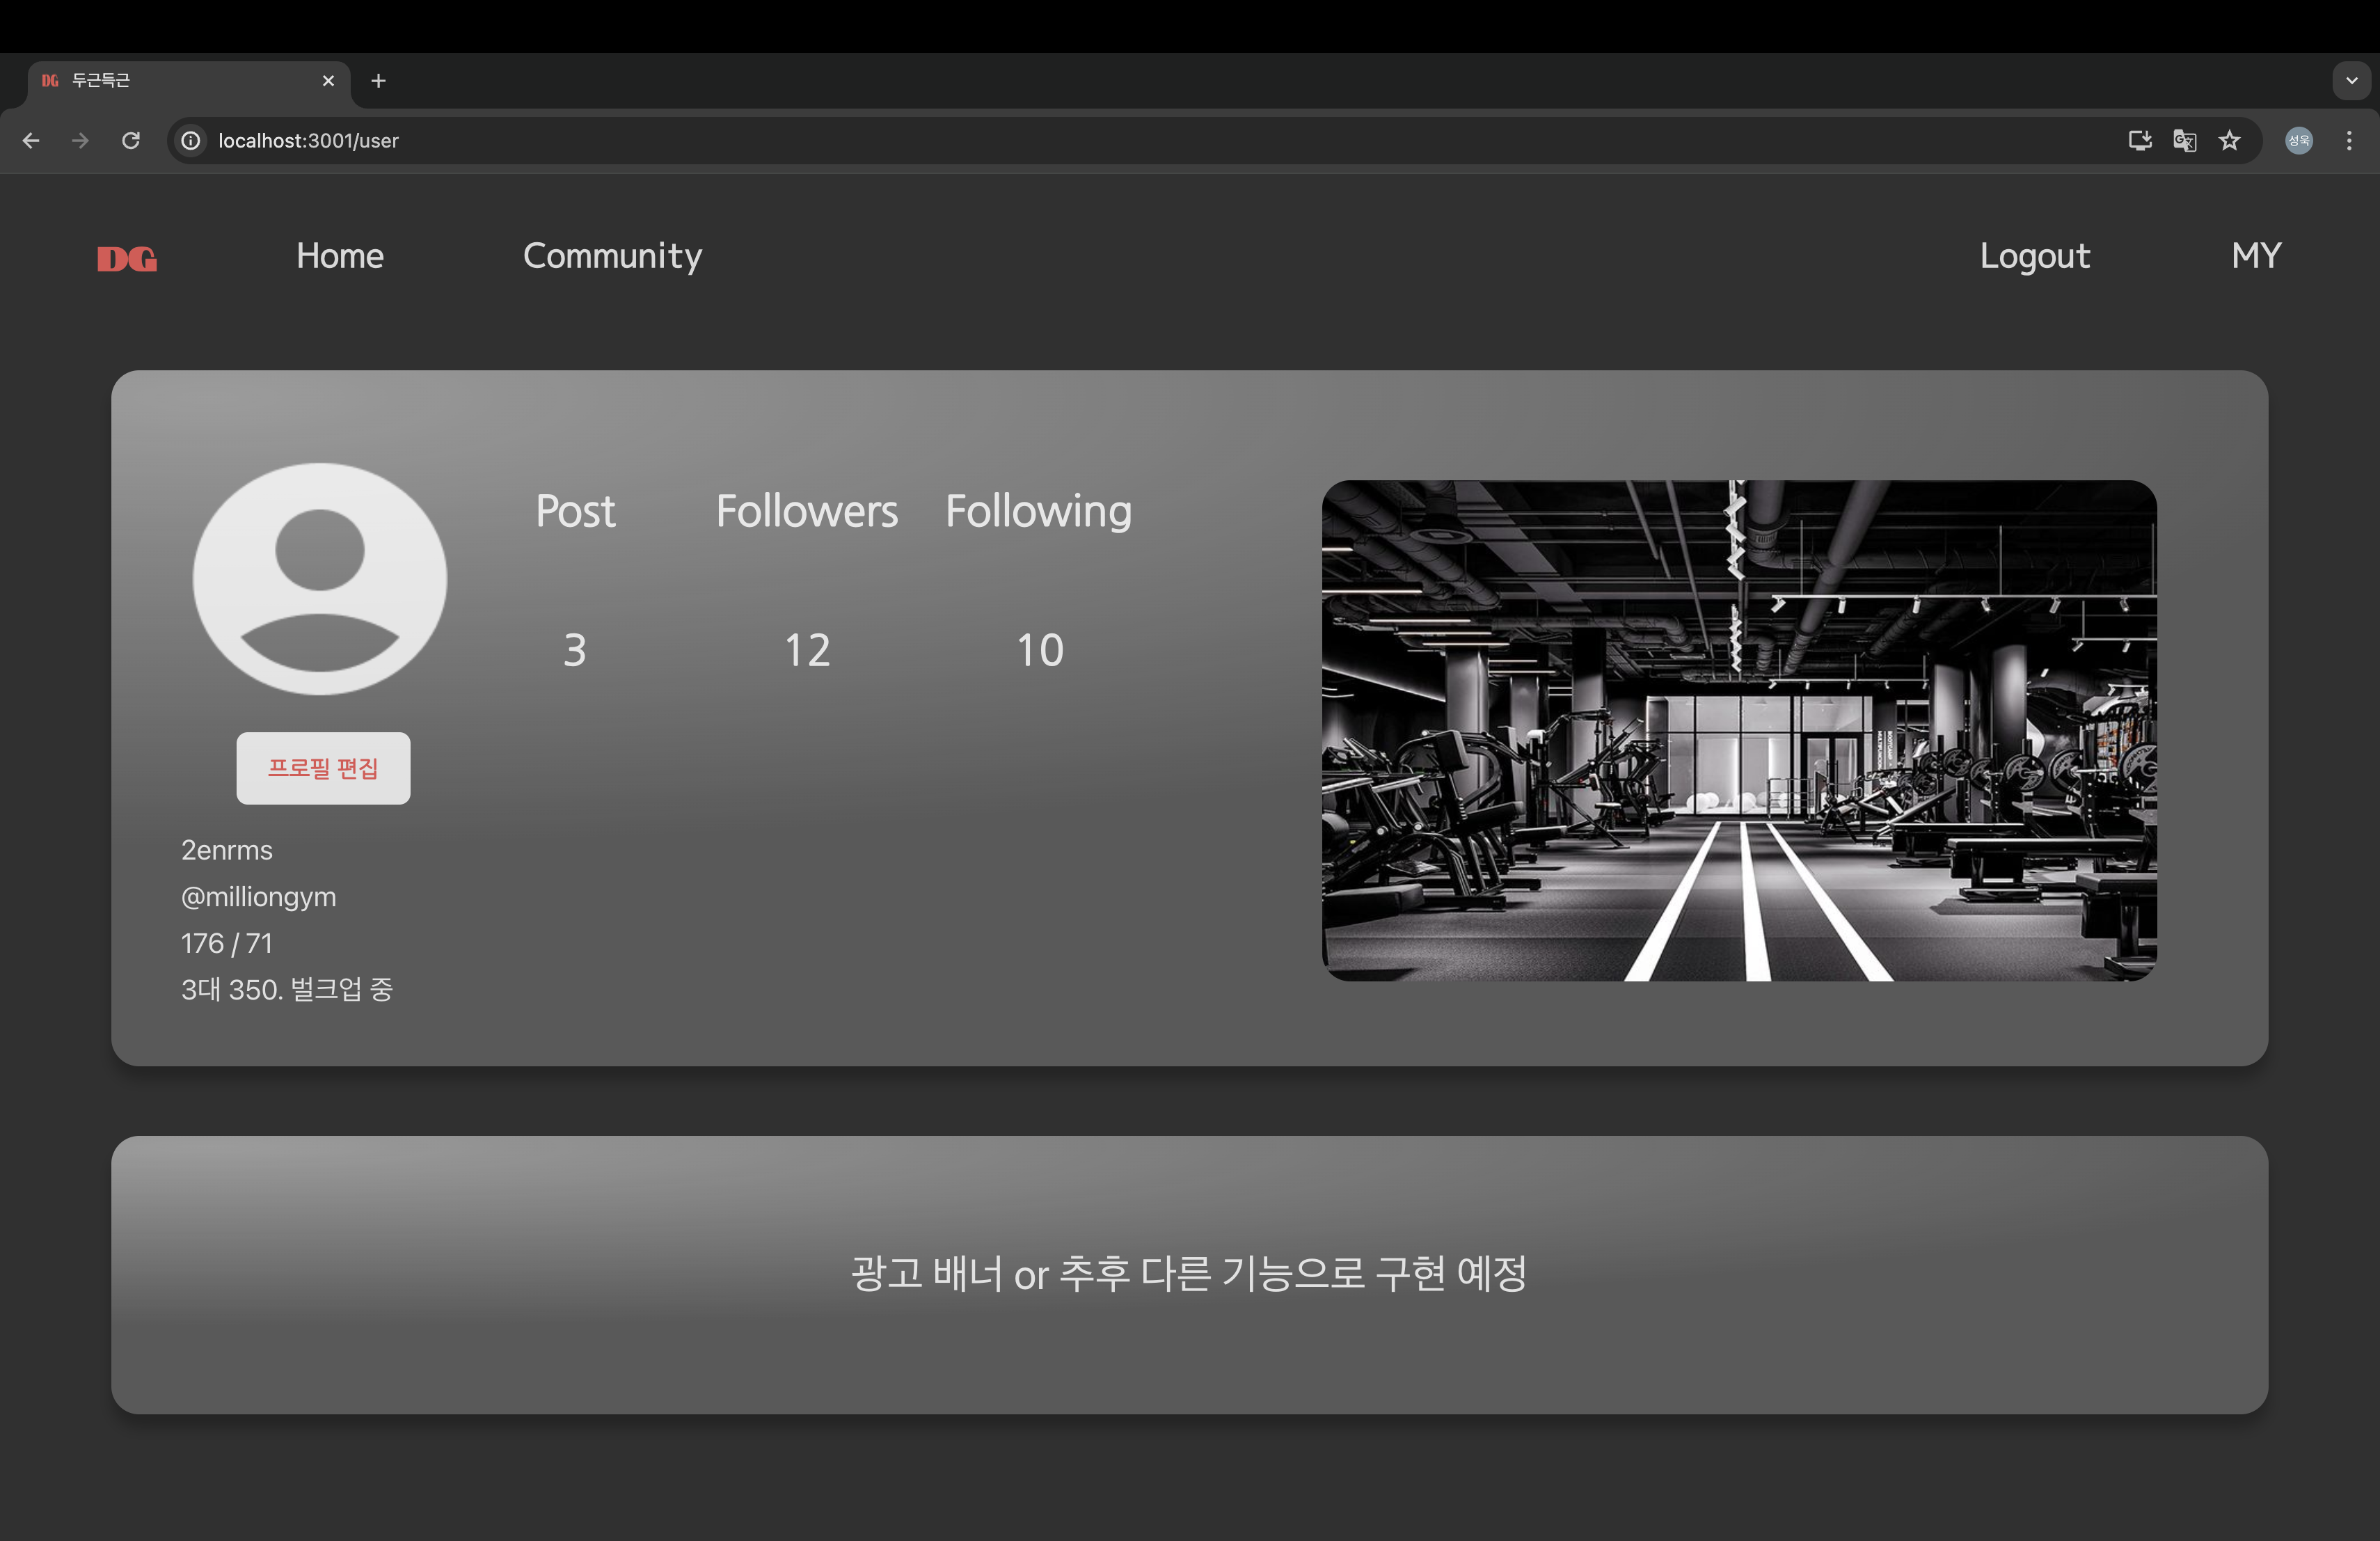 DG 두근득근
localhost:3001/user
성욱
DG Home Community Logout MY
Post Followers Following
3 12 10
프로필 편집
2enrms
@milliongym
176 / 71
3대 350. 벌크업 중
광고 배너 or 추후 다른 기능으로 구현 예정